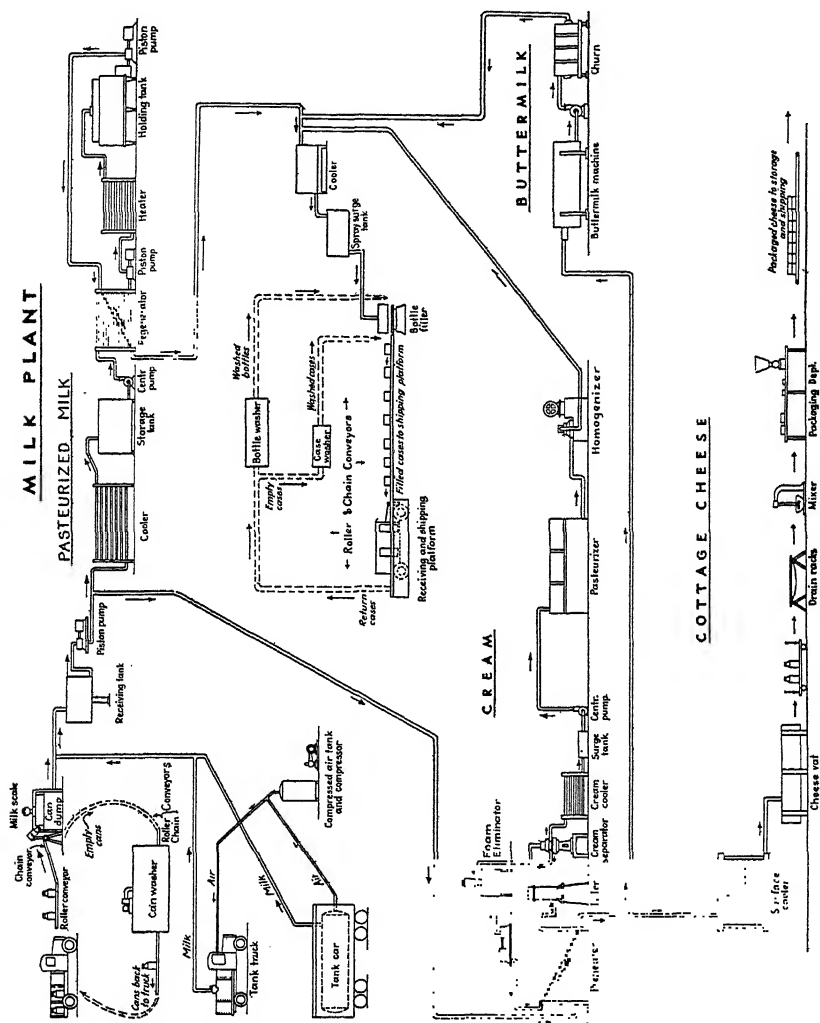 MILK PLANT
PASTEURIZED MILK
Milk scale
Can
dump
Chain
conveyor
Roller conveyor
Empty cans
Roller
Chain
Conveyors
Can washer
Cans back
to truck
Receiving tank
Piston pump
Cooler
Storage
tank
Centr
pump
Regenerator
Piston
pump
Heater
Holding tank
Piston
pump
Milk
Air
Tank truck
Milk
Air
Compressed air tank
and compressor
Tank car
Return
cases
Bottle washer
Washed
bottles
Empty
cases
Case
washer
Washed cases
Roller & Chain Conveyors
Filled cases to shipping platform
Receiving and shipping
platform
Bottle
filler
Cooler
Spray surge
tank
CREAM
Foam
Eliminator
Cream
separator
Cream
cooler
Surge
tank
Centr.
pump
Pasteurizer
Homogenizer
BUTTERMILK
Buttermilk machine
Churn
COTTAGE CHEESE
cooler
Cheese vat
Drain racks
Mixer
Packaging Dept.
Packaged cheese to storage
and shipping